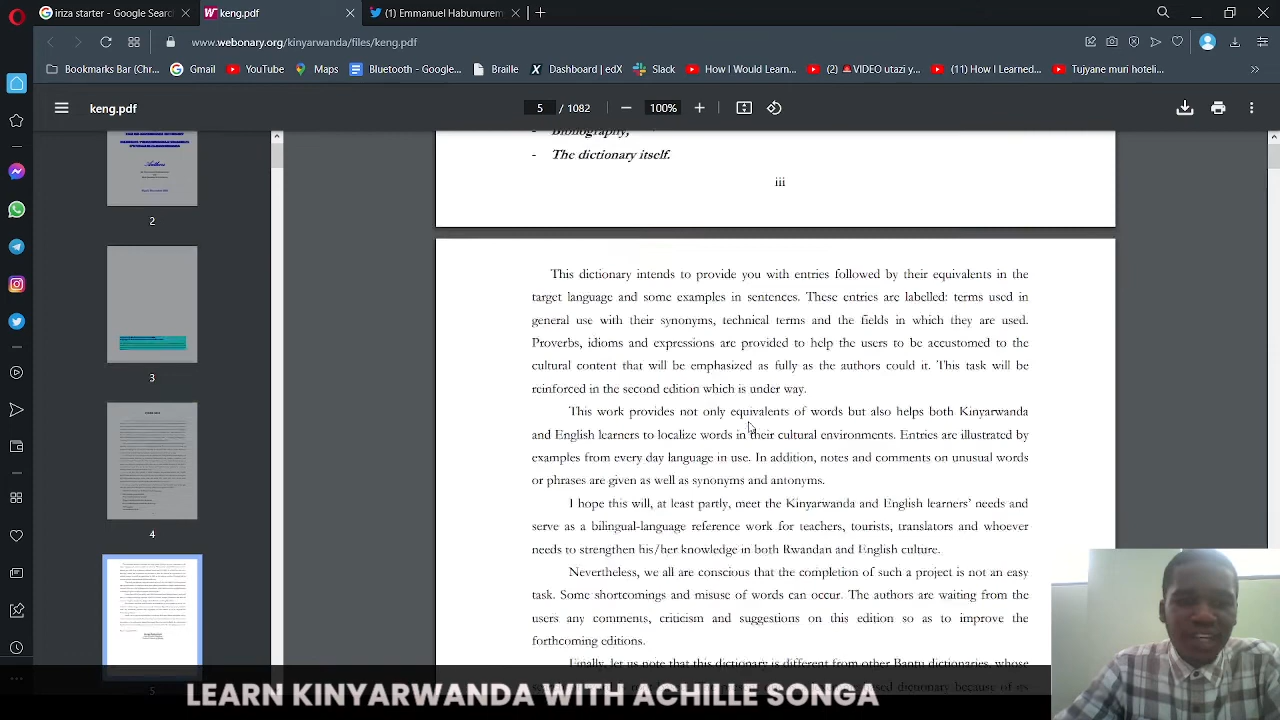 iriza starter - Google Search
keng.pdf
(1) Emmanuel Habumurem
www.webonary.org/kinyarwanda/files/keng.pdf
Bookmarks Bar (Chr...
Gmail
YouTube
Maps
Bluetooth - Google...
Braille
Dashboard | edX
Slack
How I Would Learn...
(2) VIDEO utazi y...
(11) How I Learned...
Tujyane muri hoteli...
keng.pdf
5 / 1082
100%
2
3
4
5
- Bibliography,
- The dictionary itself.
iii
This dictionary intends to provide you with entries followed by their equivalents in the
target language and some examples in sentences. These entries are labelled: terms used in
general use with their synonyms, technical terms and the fields in which they are used.
Pronunciations and expressions are provided to help learners to be accustomed to the
cultural content that will be emphasized as fully as the authors could it. This task will be
reinforced in the second edition which is under way.
The work provides not only equivalents of words but also helps both Kinyarwanda
and English learners to localize words in their cultural environments. Entries are illustrated by
examples from every day language in use. In addition, notes and comments on unusual words
or phrases are given as well as synonyms and antonyms.
We hope this will, at least partly, meet the Kinyarwanda and English learners' needs and
serve as a bilingual-language reference work for teachers, tourists, translators and whoever
needs to strengthen his/her knowledge in both Rwandan and English culture.
that the conception of such a project is not an easy
task. Shortcomings and misuse of words can occur. The authors are waiting from the
users for comments, criticism and suggestions on this edition so as to improve the
forthcoming editions.
Finally, let us note that this dictionary is different from other Bantu dictionaries, whose
dictionary because of its
LEARN KINYARWANDA WITH ACHILLE SONGA